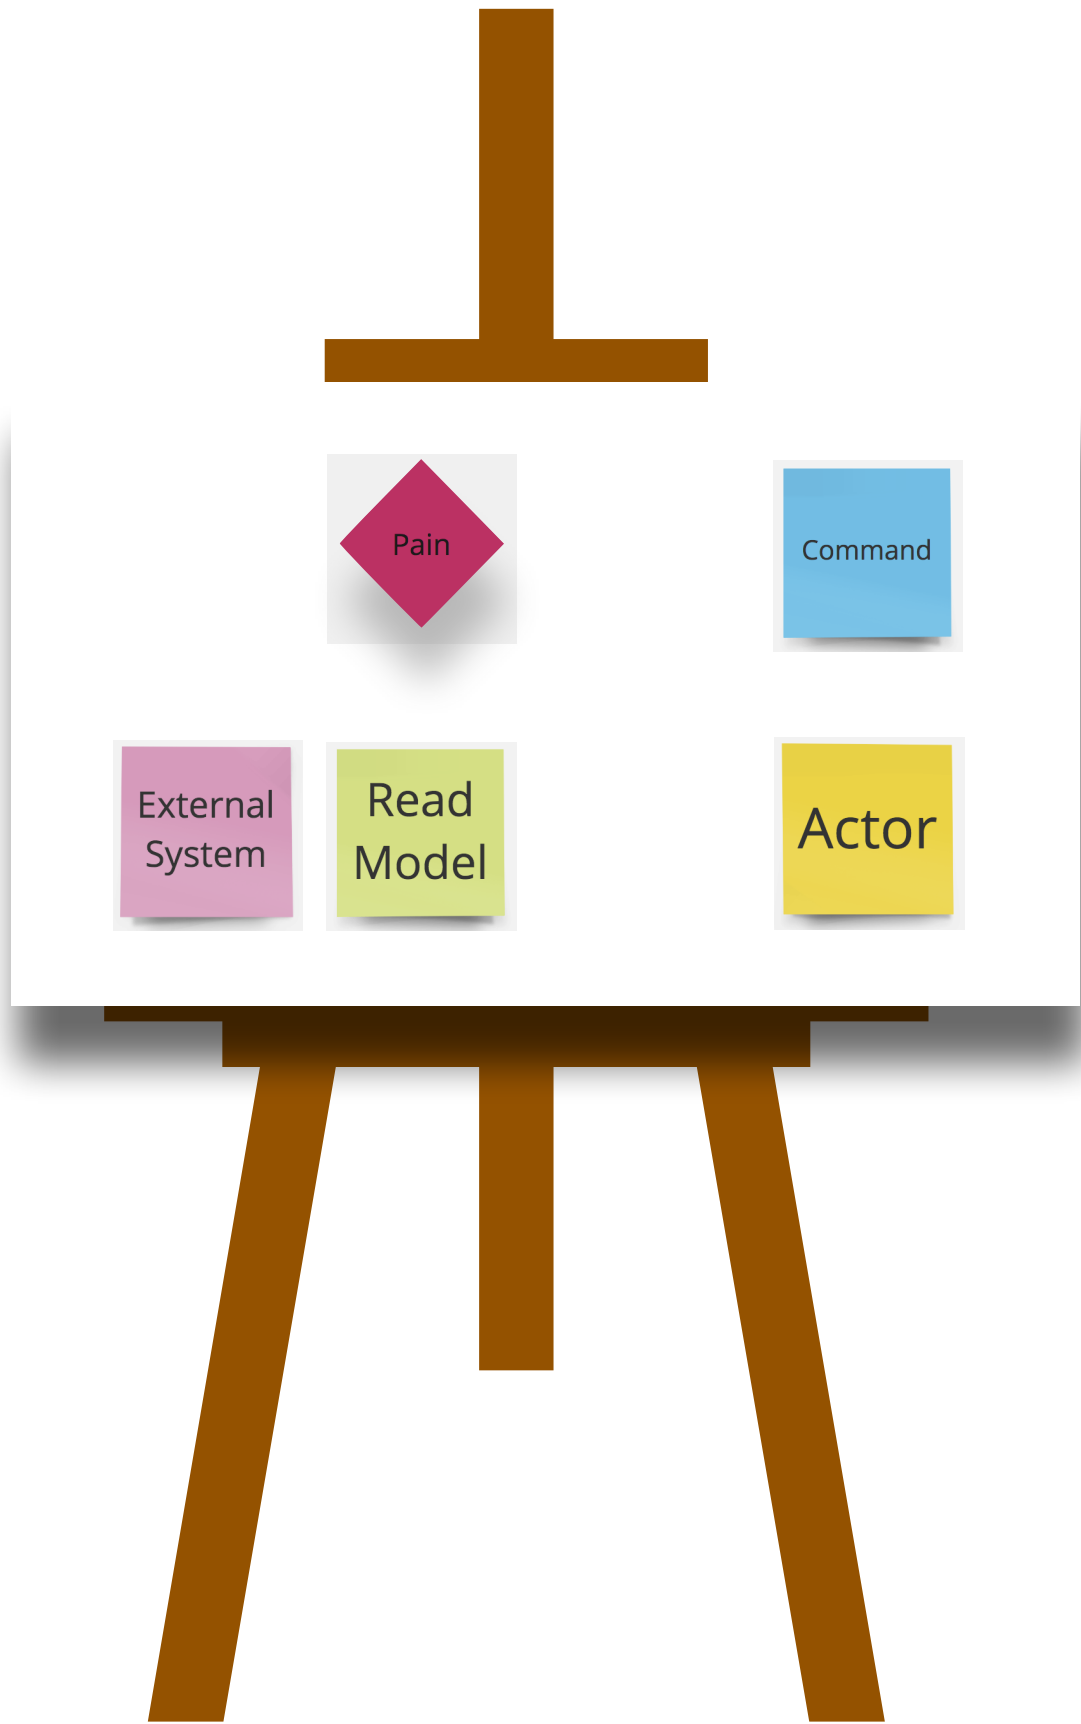 Pain
Command
External
System
Read
Model
Actor